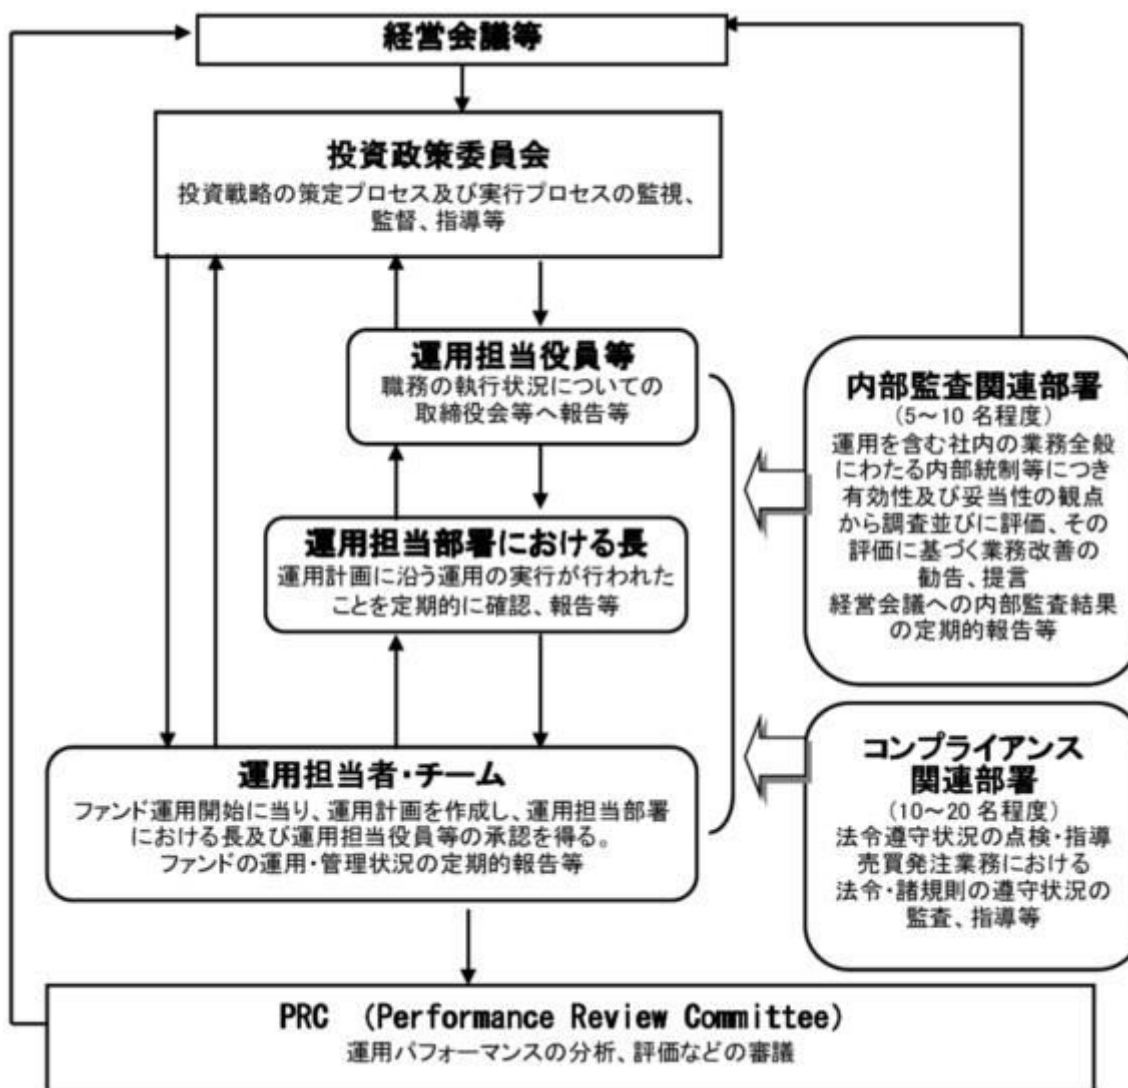 経営会議等
投資政策委員会
投資戦略の策定プロセス及び実行プロセスの監視、
監督、指導等
運用担当役員等
職務の執行状況についての
取締役会等へ報告等
運用担当部署における長
運用計画に沿う運用の実行が行われた
ことを定期的に確認、報告等
運用担当者・チーム
ファンド運用開始に当り、運用計画を作成し、運用担当部署
における長及び運用担当役員等の承認を得る。
ファンドの運用・管理状況の定期的報告等
内部監査関連部署
(5～10 名程度)
運用を含む社内の業務全般
にわたる内部統制等につき
有効性及び妥当性の観点
から調査並びに評価、その
評価に基づく業務改善の
勧告、提言
経営会議への内部監査結果
の定期的報告等
コンプライアンス
関連部署
(10～20 名程度)
法令遵守状況の点検・指導
売買発注業務における
法令・諸規則の遵守状況の
監査、指導等
PRC (Performance Review Committee)
運用パフォーマンスの分析、評価などの審議